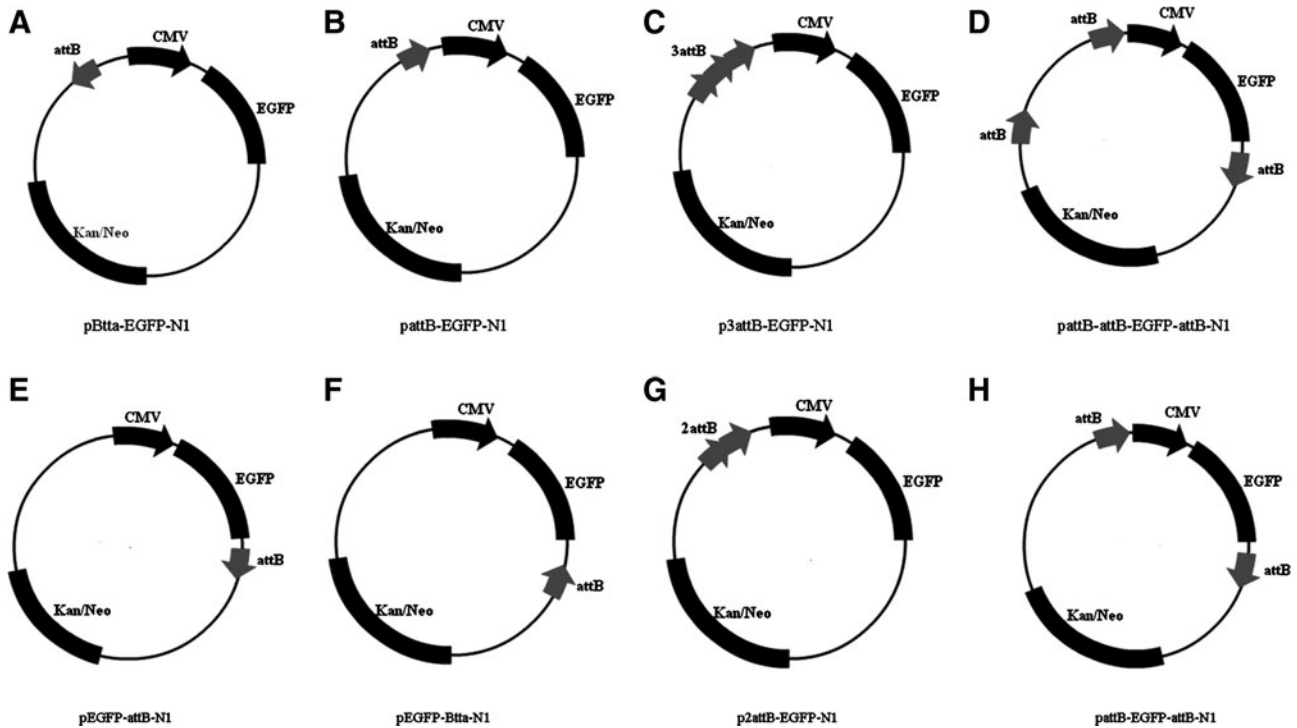 A
attB
CMV
EGFP
Kan/Neo
pBtta-EGFP-N1
B
attB
CMV
EGFP
Kan/Neo
pattB-EGFP-N1
C
3attB
CMV
EGFP
Kan/Neo
p3attB-EGFP-N1
D
attB
CMV
EGFP
attB
attB
Kan/Neo
pattB-attB-EGFP-attB-N1
E
CMV
EGFP
attB
Kan/Neo
pEGFP-attB-N1
F
CMV
EGFP
attB
Kan/Neo
pEGFP-Btta-N1
G
2attB
CMV
EGFP
Kan/Neo
p2attB-EGFP-N1
H
attB
CMV
EGFP
attB
Kan/Neo
pattB-EGFP-attB-N1